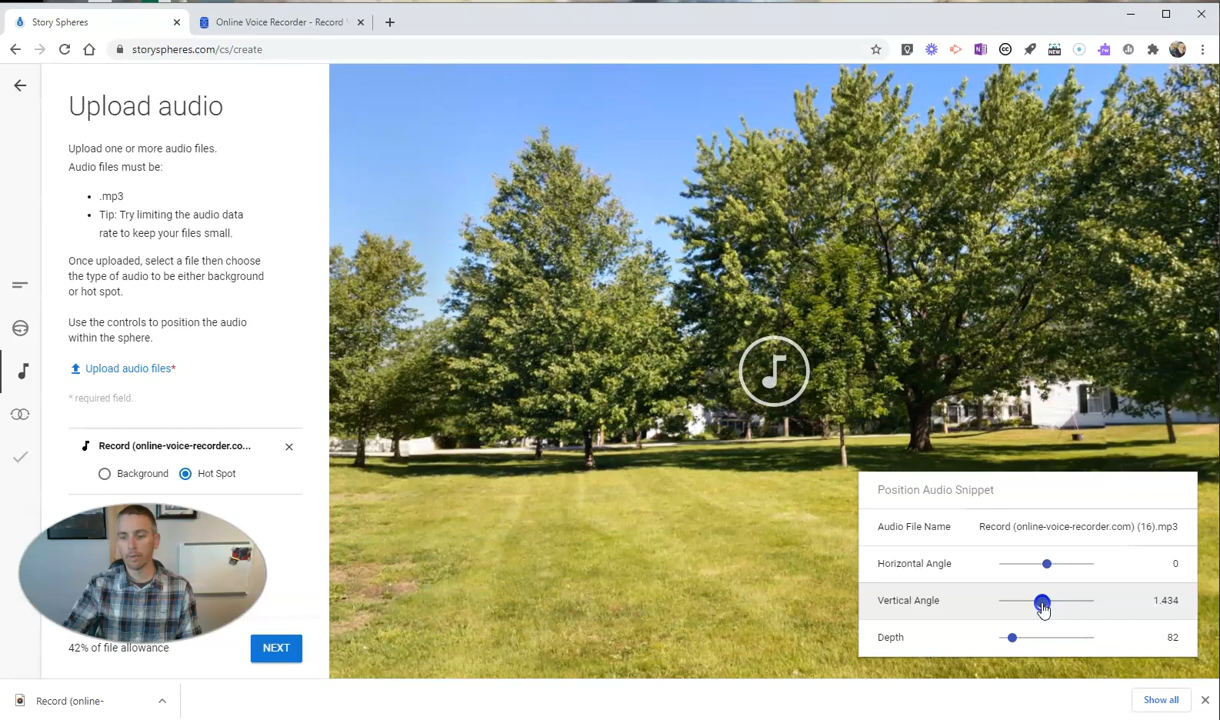 Story Spheres
Online Voice Recorder - Record
storyspheres.com/cs/create
Upload audio
Upload one or more audio files.
Audio files must be:
.mp3
Tip: Try limiting the audio data
rate to keep your files small.
Once uploaded, select a file then choose
the type of audio to be either background
or hot spot.
Use the controls to position the audio
within the sphere.
Upload audio files*
* required field.
Record (online-voice-recorder.co...
Background
Hot Spot
42% of file allowance
NEXT
Position Audio Snippet
Audio File Name
Record (online-voice-recorder.com) (16).mp3
Horizontal Angle
0
Vertical Angle
1.434
Depth
82
Record (online-
Show all